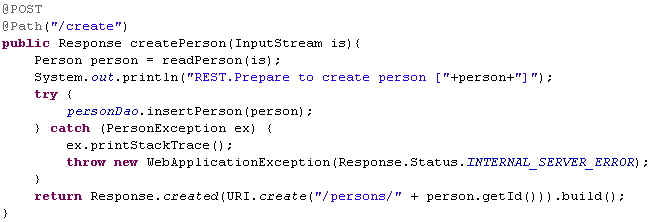 @POST
@Path("/create")
public Response createPerson(InputStream is){
    Person person = readPerson(is);
    System.out.println("REST.Prepare to create person ["+person+"]");
    try {
        personDao.insertPerson(person);
    } catch (PersonException ex) {
        ex.printStackTrace();
        throw new WebApplicationException(Response.Status.INTERNAL_SERVER_ERROR);
    }
    return Response.created(URI.create("/persons/" + person.getId())).build();
}